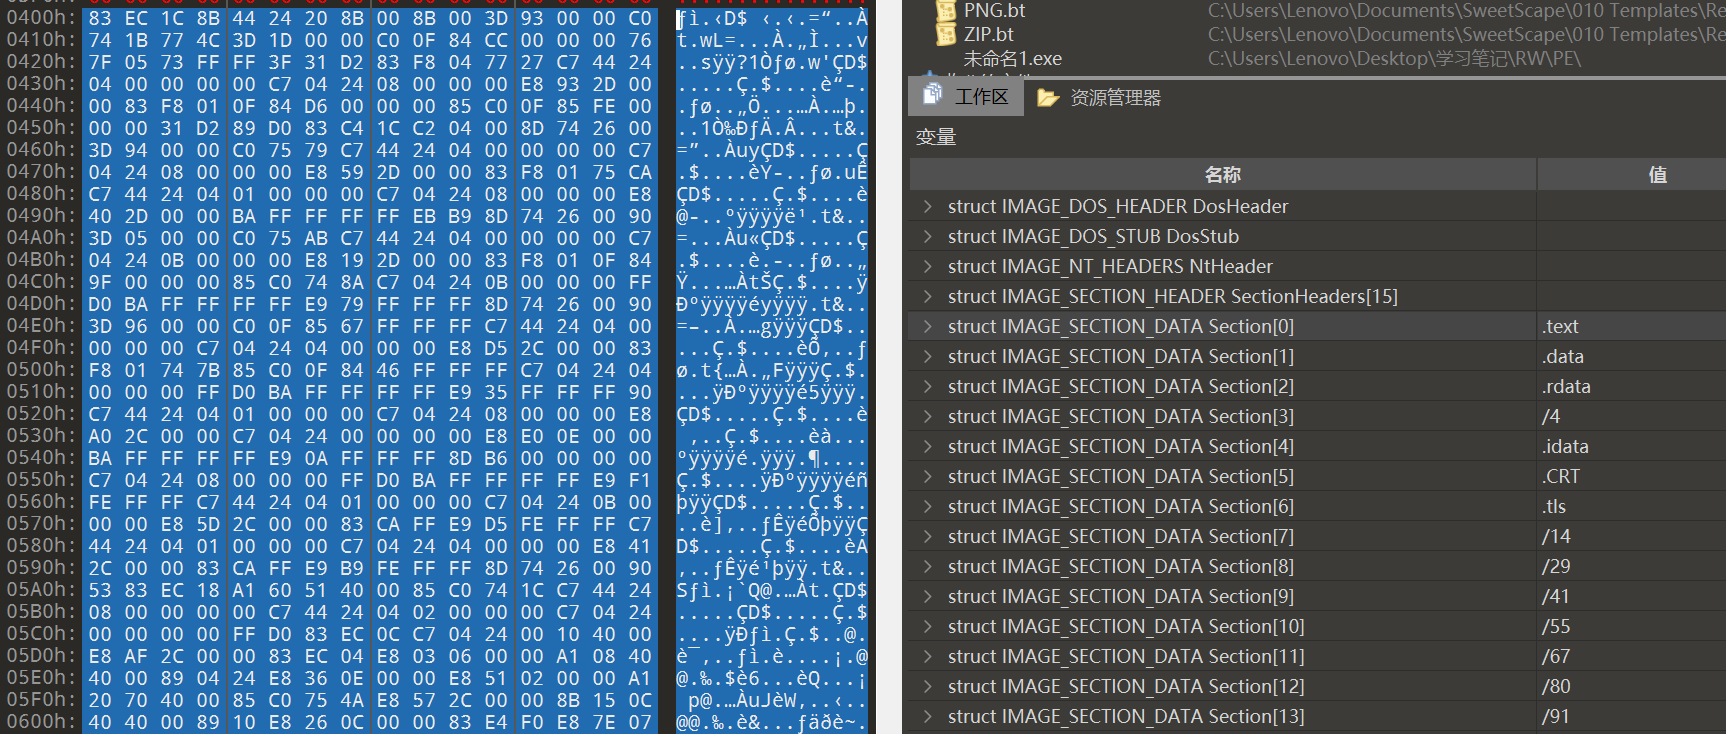 0400h: 83 EC 1C 8B 44 24 20 8B 00 8B 00 3D 93 00 00 C0 ƒì.‹D$ ‹.‹.=“..À
0410h: 74 1B 77 4C 3D 1D 00 00 C0 0F 84 CC 00 00 00 76 t.wL=...À.„Ì...v
0420h: 7F 05 73 FF FF 3F 31 D2 83 F8 04 77 27 C7 44 24 ..sÿÿ?1Òƒø.w'ÇD$
0430h: 04 00 00 00 00 C7 04 24 08 00 00 00 E8 93 2D 00 .....Ç.$....è“-.
0440h: 00 83 F8 01 0F 84 D6 00 00 00 85 C0 0F 85 FE 00 .ƒø..„Ö...…À.…þ.
0450h: 00 00 31 D2 89 D0 83 C4 1C C2 04 00 8D 74 26 00 ..1Ò‰ÐƒÄ.Â...t&.
0460h: 3D 94 00 00 C0 75 79 C7 44 24 04 00 00 00 00 C7 =”..ÀuyÇD$.....Ç
0470h: 04 24 08 00 00 00 E8 59 2D 00 00 83 F8 01 75 CA .$....èY-..ƒø.uÊ
0480h: C7 44 24 04 01 00 00 00 C7 04 24 08 00 00 00 E8 ÇD$.....Ç.$....è
0490h: 40 2D 00 00 BA FF FF FF FF EB B9 8D 74 26 00 90 @-..ºÿÿÿÿë¹.t&..
04A0h: 3D 05 00 00 C0 75 AB C7 44 24 04 00 00 00 00 C7 =...Àu«ÇD$.....Ç
04B0h: 04 24 0B 00 00 00 E8 19 2D 00 00 83 F8 01 0F 84 .$....è.-..ƒø..„
04C0h: 9F 00 00 00 85 C0 74 8A C7 04 24 0B 00 00 00 FF Ÿ...…ÀtŠÇ.$....ÿ
04D0h: D0 BA FF FF FF FF E9 79 FF FF FF 8D 74 26 00 90 Ðºÿÿÿÿéyÿÿÿ.t&..
04E0h: 3D 96 00 00 C0 0F 85 67 FF FF FF C7 44 24 04 00 =–..À.…gÿÿÿÇD$..
04F0h: 00 00 00 C7 04 24 04 00 00 00 E8 D5 2C 00 00 83 ...Ç.$....èÕ,..ƒ
0500h: F8 01 74 7B 85 C0 0F 84 46 FF FF FF C7 04 24 04 ø.t{…À.„FÿÿÿÇ.$.
0510h: 00 00 00 FF D0 BA FF FF FF FF E9 35 FF FF FF 90 ...ÿÐºÿÿÿÿé5ÿÿÿ.
0520h: C7 44 24 04 01 00 00 00 C7 04 24 08 00 00 00 E8 ÇD$.....Ç.$....è
0530h: A0 2C 00 00 C7 04 24 00 00 00 00 E8 E0 0E 00 00  ,..Ç.$....èà...
0540h: BA FF FF FF FF E9 0A FF FF FF 8D B6 00 00 00 00 ºÿÿÿÿé.ÿÿÿ.¶....
0550h: C7 04 24 08 00 00 00 FF D0 BA FF FF FF FF E9 F1 Ç.$....ÿÐºÿÿÿÿéñ
0560h: FE FF FF C7 44 24 04 01 00 00 00 C7 04 24 0B 00 þÿÿÇD$.....Ç.$..
0570h: 00 00 E8 5D 2C 00 00 83 CA FF E9 D5 FE FF FF C7 ..è],..ƒÊÿéÕþÿÿÇ
0580h: 44 24 04 01 00 00 00 C7 04 24 04 00 00 00 E8 41 D$.....Ç.$....èA
0590h: 2C 00 00 83 CA FF E9 B9 FE FF FF 8D 74 26 00 90 ,..ƒÊÿé¹þÿÿ.t&..
05A0h: 53 83 EC 18 A1 60 51 40 00 85 C0 74 1C C7 44 24 Sƒì.¡`Q@.…Àt.ÇD$
05B0h: 08 00 00 00 00 C7 44 24 04 02 00 00 00 C7 04 24 .....ÇD$.....Ç.$
05C0h: 00 00 00 00 FF D0 83 EC 0C C7 04 24 00 10 40 00 ....ÿÐƒì.Ç.$..@.
05D0h: E8 AF 2C 00 00 83 EC 04 E8 03 06 00 00 A1 08 40 è¯,..ƒì.è....¡.@
05E0h: 40 00 89 04 24 E8 36 0E 00 00 E8 51 02 00 00 A1 @.‰.$è6...èQ...¡
05F0h: 20 70 40 00 85 C0 75 4A E8 57 2C 00 00 8B 15 0C  p@.…ÀuJèW,..‹..
0600h: 40 40 00 89 10 E8 26 0C 00 00 83 E4 F0 E8 7E 07 @@.‰.è&...ƒäðè~.
PNG.bt C:\Users\Lenovo\Documents\SweetScape\010 Templates\Re
ZIP.bt C:\Users\Lenovo\Documents\SweetScape\010 Templates\Re
未命名1.exe C:\Users\Lenovo\Desktop\学习笔记\RW\PE\
工作区 资源管理器
变量
名称 值
struct IMAGE_DOS_HEADER DosHeader
struct IMAGE_DOS_STUB DosStub
struct IMAGE_NT_HEADERS NtHeader
struct IMAGE_SECTION_HEADER SectionHeaders[15]
struct IMAGE_SECTION_DATA Section[0] .text
struct IMAGE_SECTION_DATA Section[1] .data
struct IMAGE_SECTION_DATA Section[2] .rdata
struct IMAGE_SECTION_DATA Section[3] /4
struct IMAGE_SECTION_DATA Section[4] .idata
struct IMAGE_SECTION_DATA Section[5] .CRT
struct IMAGE_SECTION_DATA Section[6] .tls
struct IMAGE_SECTION_DATA Section[7] /14
struct IMAGE_SECTION_DATA Section[8] /29
struct IMAGE_SECTION_DATA Section[9] /41
struct IMAGE_SECTION_DATA Section[10] /55
struct IMAGE_SECTION_DATA Section[11] /67
struct IMAGE_SECTION_DATA Section[12] /80
struct IMAGE_SECTION_DATA Section[13] /91